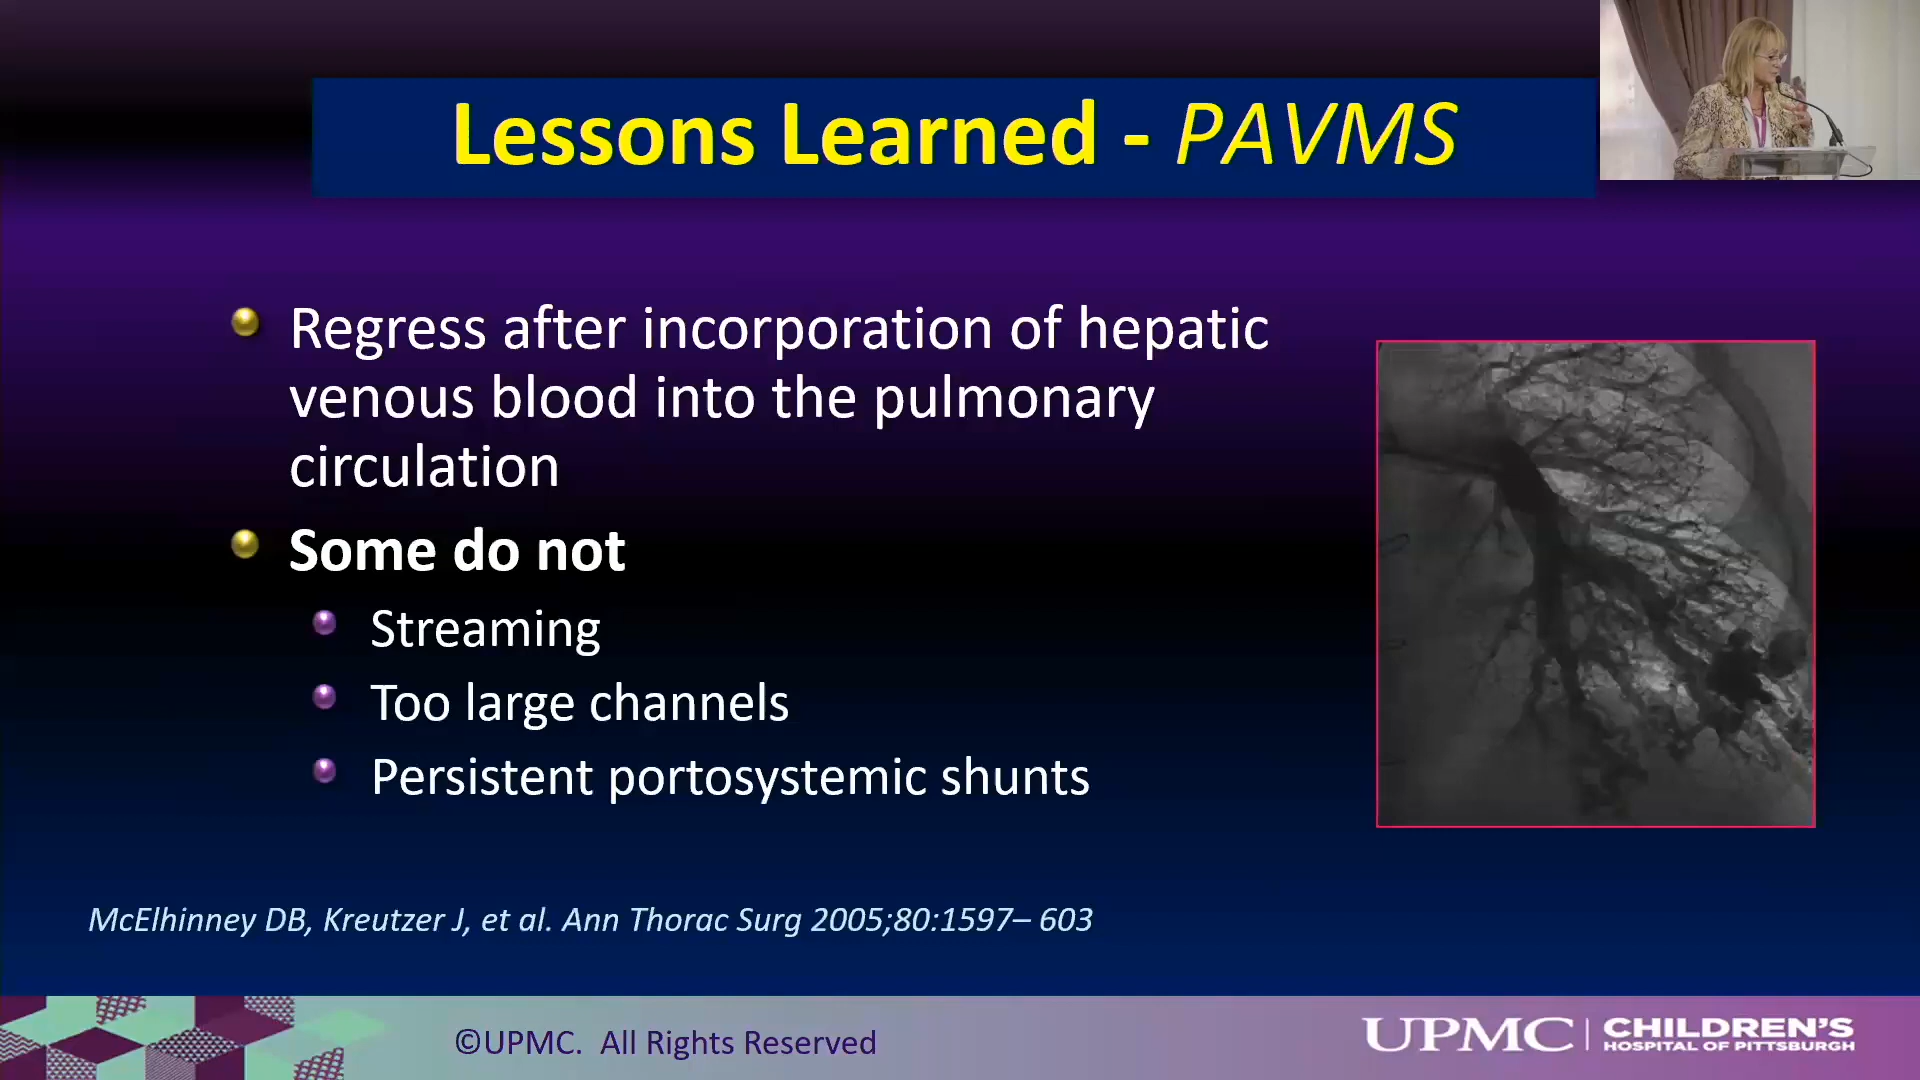 Lessons Learned - PAVMS
Regress after incorporation of hepatic
venous blood into the pulmonary
circulation
Some do not
Streaming
Too large channels
Persistent portosystemic shunts
McElhinney DB, Kreutzer J, et al. Ann Thorac Surg 2005;80:1597– 603
©UPMC. All Rights Reserved
UPMC | CHILDREN'S
HOSPITAL OF PITTSBURGH